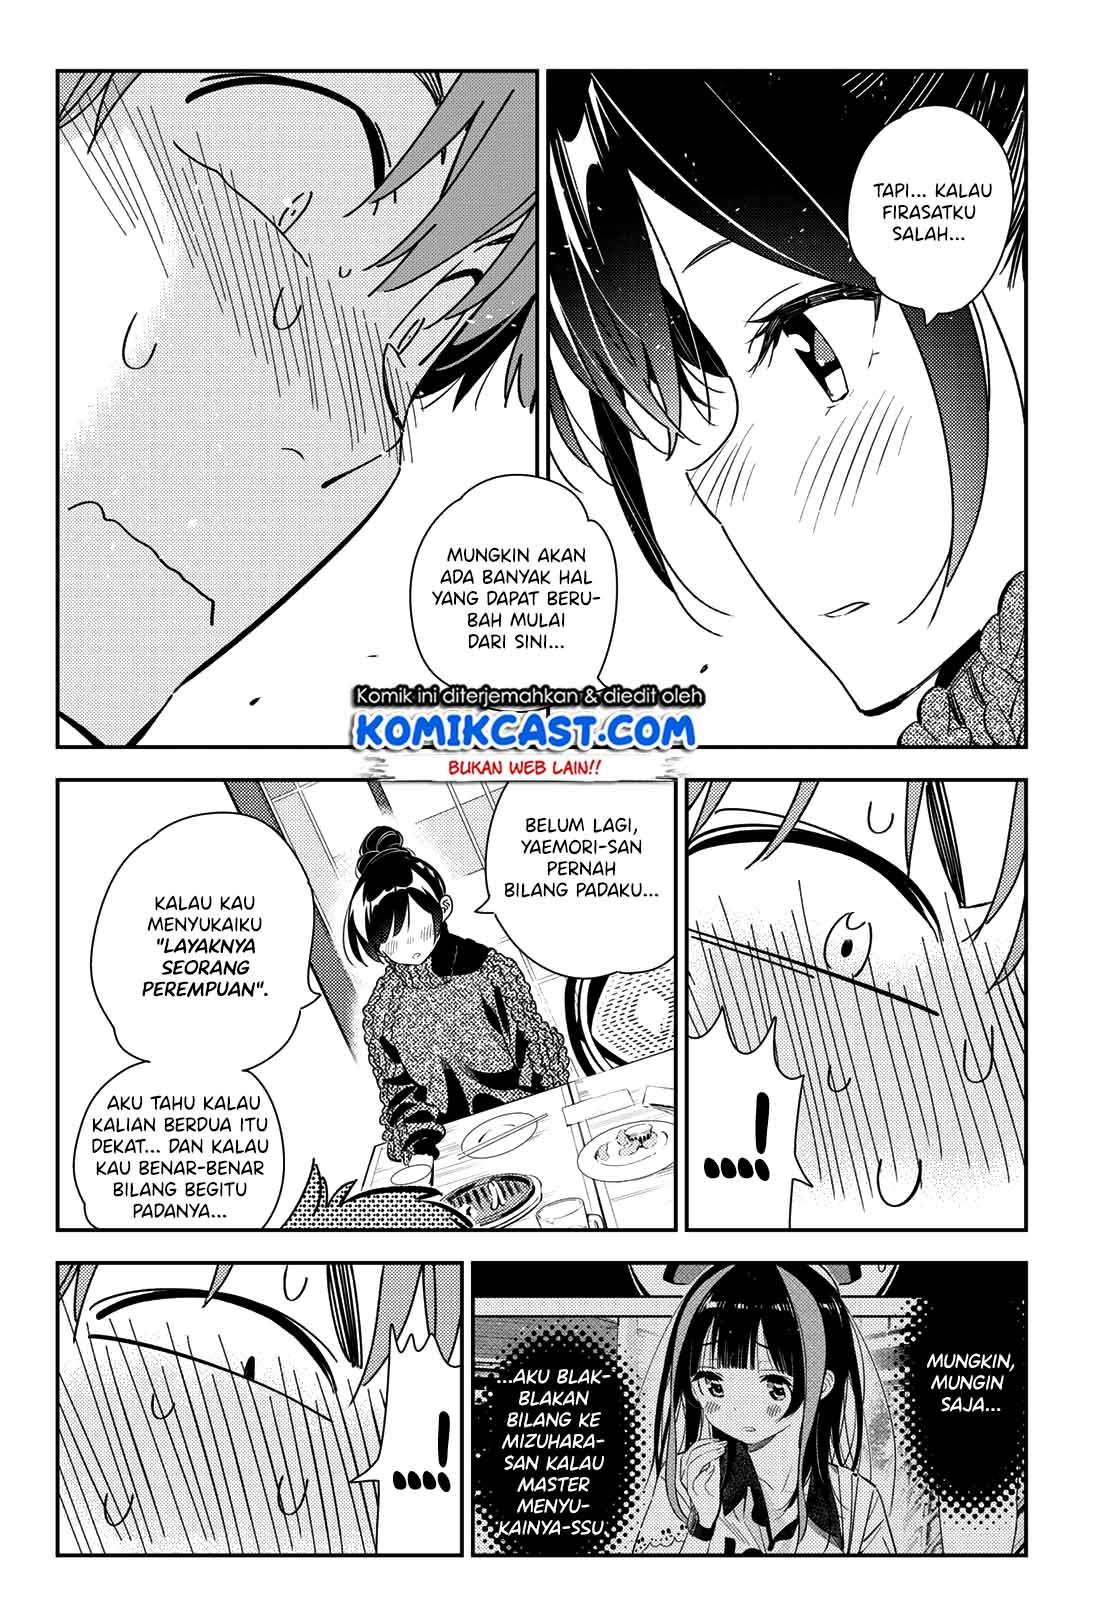 TAPI... KALAU
FIRASATKU
SALAH...
MUNGKIN AKAN
ADA BANYAK HAL
YANG DAPAT BERU-
BAH MULAI
DARI SINI...
Komik ini diterjemahkan & diedit oleh
KOMIKCAST.COM
BUKAN WEB LAIN!!
....!
BELUM LAGI,
YAEMORI-SAN
PERNAH
BILANG PADAKU...
KALAU KAU
MENYUKAIKU
"LAYAKNYA
SEORANG
PEREMPUAN".
AKU TAHU KALAU
KALIAN BERDUA ITU
DEKAT... DAN KALAU
KAU BENAR-BENAR
BILANG BEGITU
PADANYA...
MUNGKIN,
MUNGIN
SAJA...
...AKU BLAK-
BLAKAN
BILANG KE
MIZUHARA-
SAN KALAU
MASTER
MENYU-
KAINYA-SSU
....!